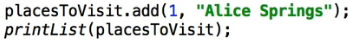 placesToVisit.add(1, "Alice Springs");
printList(placesToVisit);